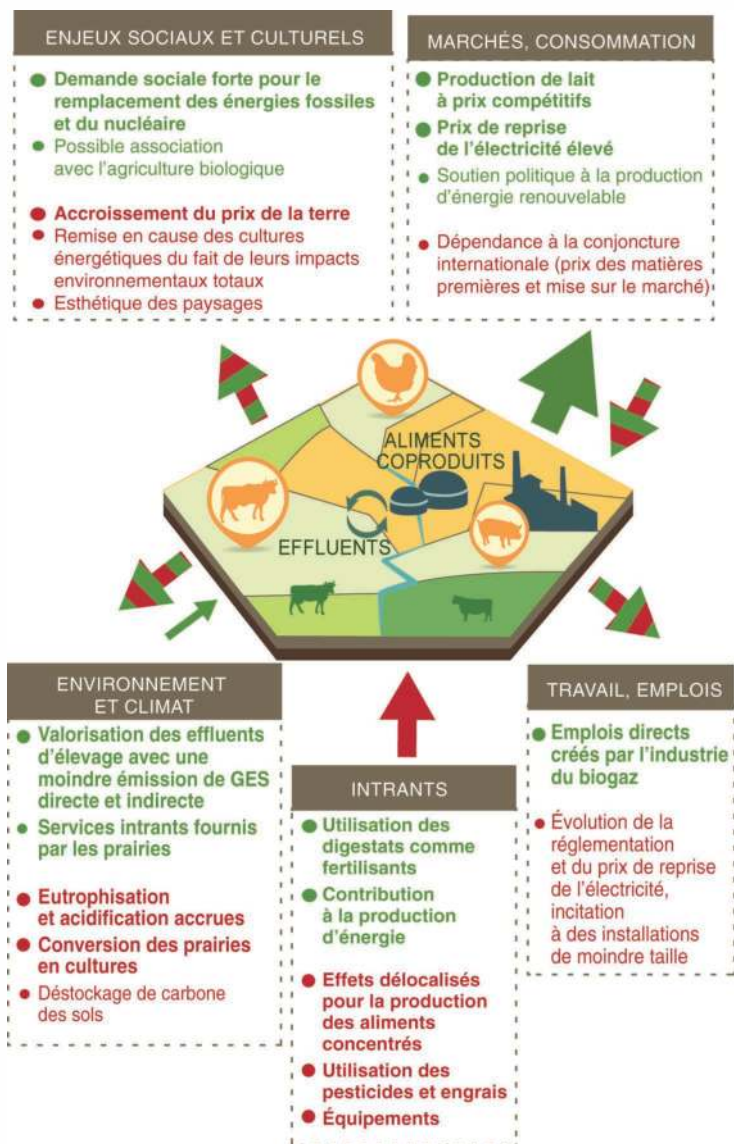 ENJEUX SOCIAUX ET CULTURELS
● Demande sociale forte pour le
remplacement des énergies fossiles
et du nucléaire
● Possible association
avec l'agriculture biologique
● Accroissement du prix de la terre
● Remise en cause des cultures
énergétiques du fait de leurs impacts
environnementaux totaux
● Esthétique des paysages
MARCHÉS, CONSOMMATION
● Production de lait
à prix compétitifs
● Prix de reprise
de l'électricité élevé
● Soutien politique à la production
d'énergie renouvelable
● Dépendance à la conjoncture
internationale (prix des matières
premières et mise sur le marché)
ALIMENTS
COPRODUITS
EFFLUENTS
ENVIRONNEMENT
ET CLIMAT
● Valorisation des effluents
d'élevage avec une
moindre émission de GES
directe et indirecte
● Services intrants fournis
par les prairies
● Eutrophisation
et acidification accrues
● Conversion des prairies
en cultures
● Déstockage de carbone
des sols
INTRANTS
● Utilisation des
digestats comme
fertilisants
● Contribution
à la production
d'énergie
● Effets délocalisés
pour la production
des aliments
concentrés
● Utilisation des
pesticides et engrais
● Équipements
TRAVAIL, EMPLOIS
● Emplois directs
créés par l'industrie
du biogaz
● Évolution de la
réglementation
et du prix de reprise
de l'électricité,
incitation
à des installations
de moindre taille